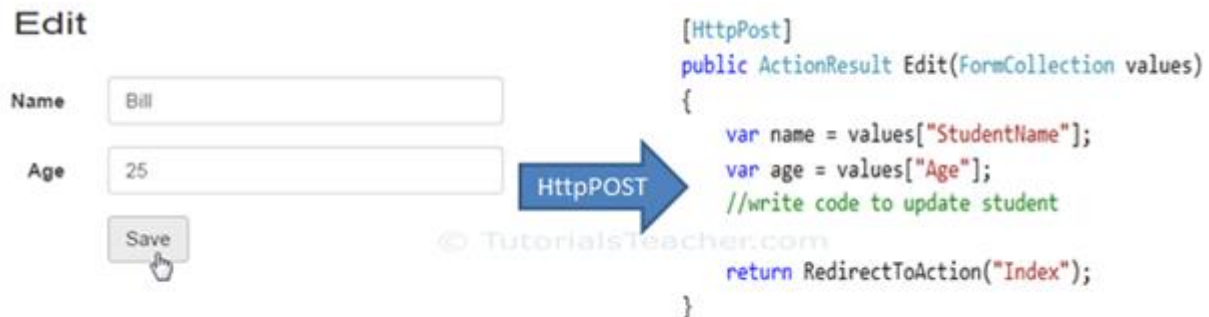 Edit
Name
Bill
Age
25
Save
HttpPOST
[HttpPost]
public ActionResult Edit(FormCollection values)
{
var name = values["StudentName"];
var age = values["Age"];
//write code to update student
return RedirectToAction("Index");
}
© TutorialsTeacher.com